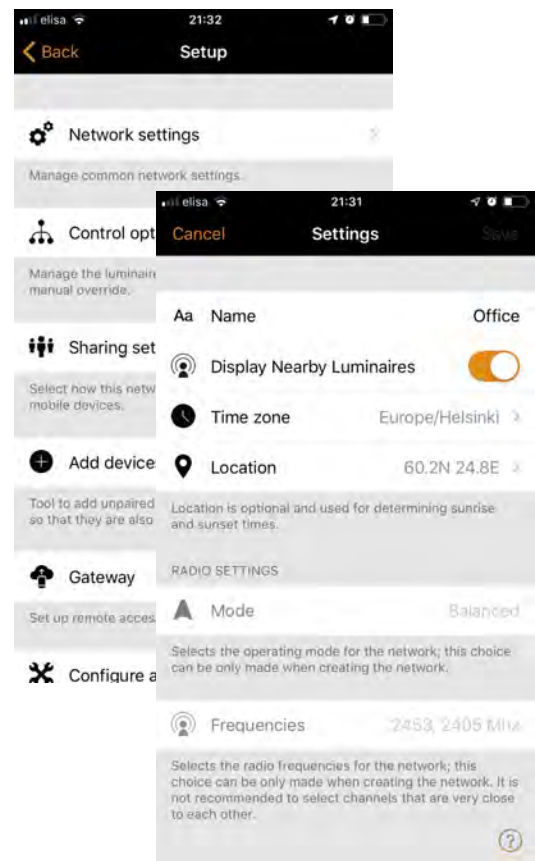 elisa 21:32
Back Setup
Network settings
Manage common network settings.
Control opt
Manage the luminaire
manual override.
Sharing set
Select how this netw
mobile devices.
Add device
Tool to add unpaired
so that they are also
Gateway
Set up remote acces
Configure a
elisa 21:31
Cancel Settings Save
Aa Name Office
Display Nearby Luminaires
Time zone Europe/Helsinki
Location 60.2N 24.8E
Location is optional and used for determining sunrise
and sunset times.
RADIO SETTINGS
Mode Balanced
Selects the operating mode for the network; this choice
can be only made when creating the network.
Frequencies 2453, 2405 MHz
Selects the radio frequencies for the network; this
choice can be only made when creating the network. It is
not recommended to select channels that are very close
to each other.
?